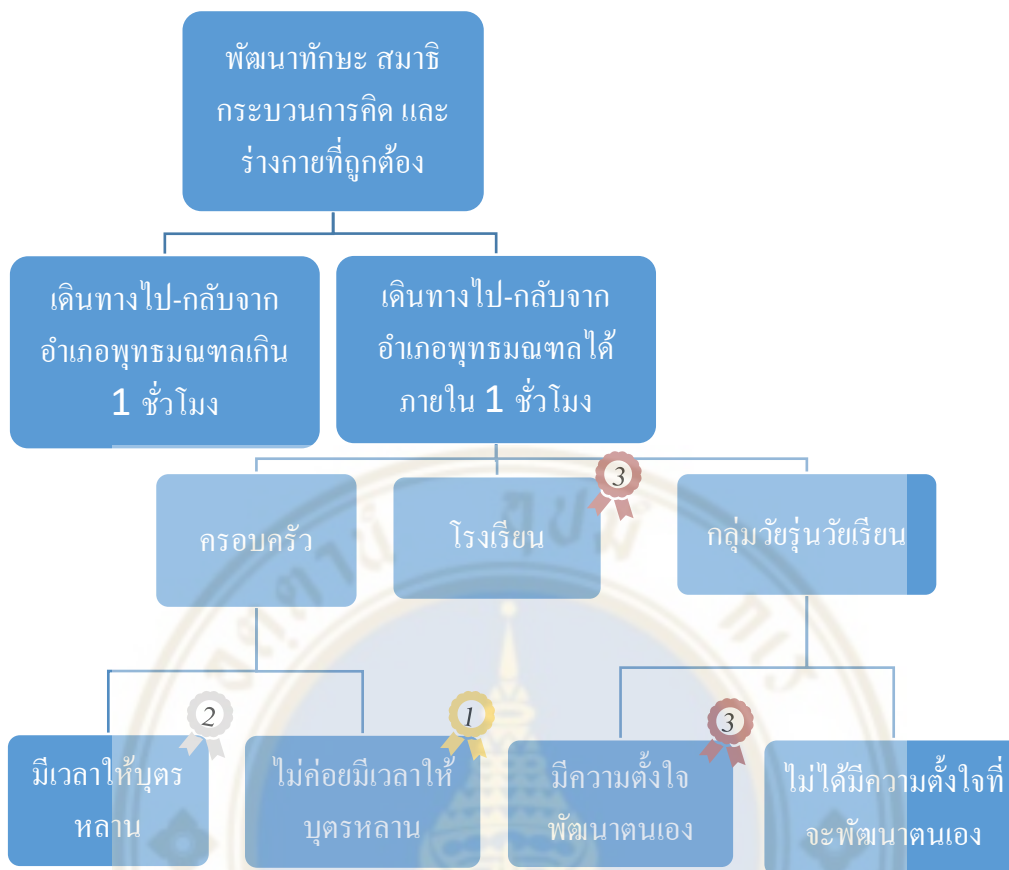 พัฒนาทักษะ สมาธิ
กระบวนการคิด และ
ร่างกายที่ถูกต้อง
เดินทางไป-กลับจาก
อำเภอพุทธมณฑลเกิน
1 ชั่วโมง
เดินทางไป-กลับจาก
อำเภอพุทธมณฑลได้
ภายใน 1 ชั่วโมง
ครอบครัว
โรงเรียน
3
กลุ่มวัยรุ่นวัยเรียน
มีเวลาให้บุตร
หลาน
2
ไม่ค่อยมีเวลาให้
บุตรหลาน
1
มีความตั้งใจ
พัฒนาตนเอง
3
ไม่ได้มีความตั้งใจที่
จะพัฒนาตนเอง